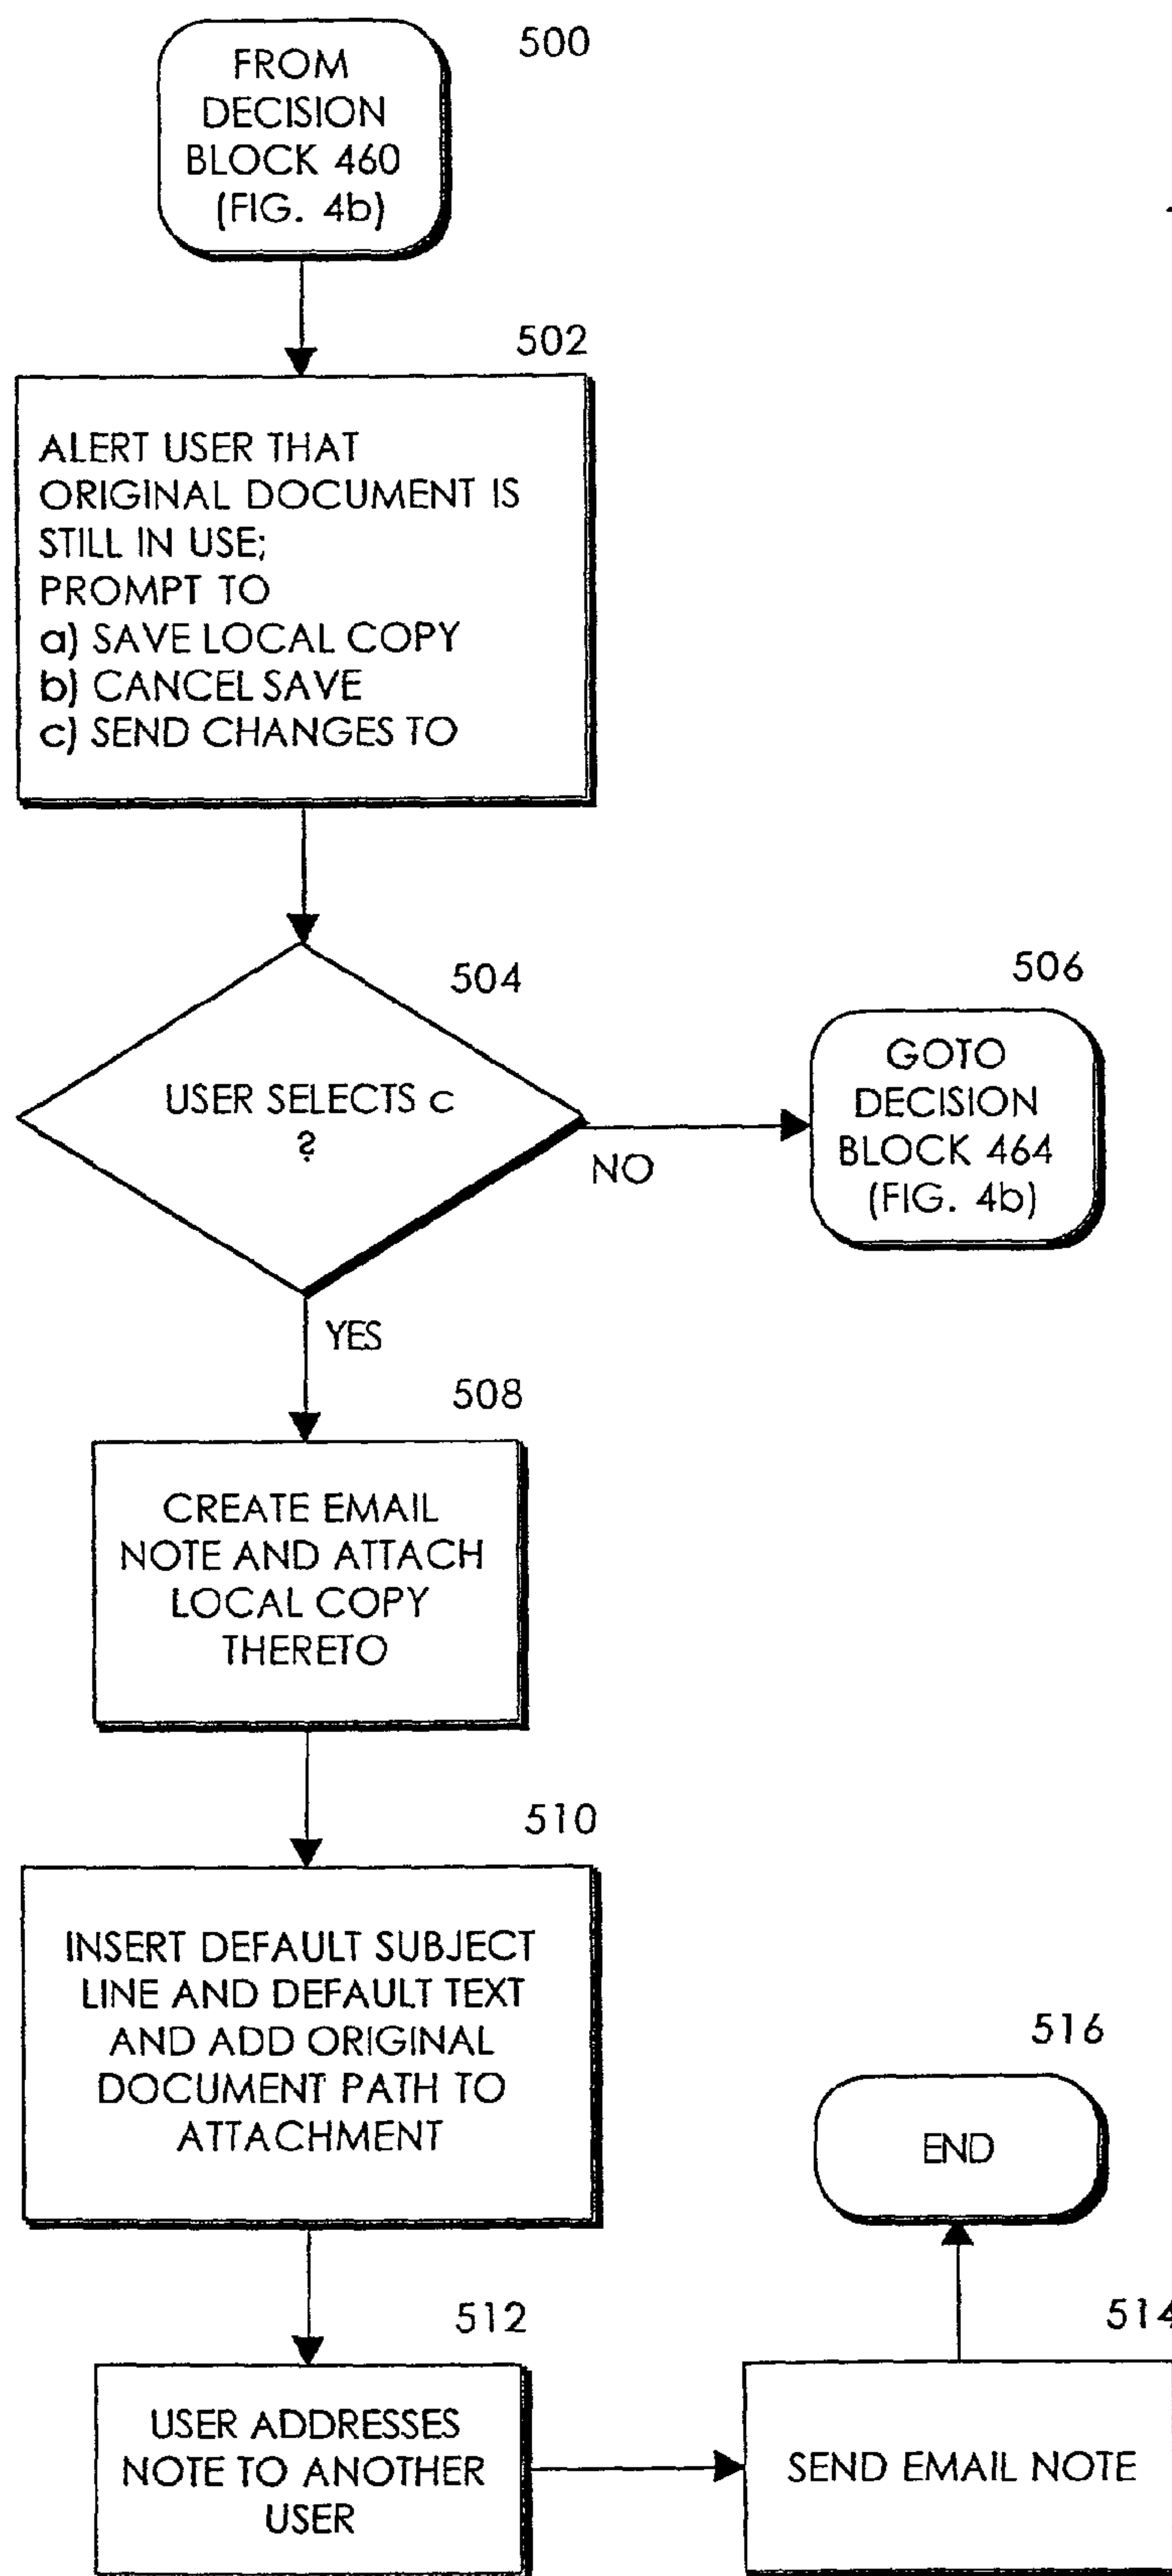 500
FROM
DECISION
BLOCK 460
(FIG. 4b)
502
ALERT USER THAT
ORIGINAL DOCUMENT IS
STILL IN USE;
PROMPT TO
a) SAVE LOCAL COPY
b) CANCEL SAVE
c) SEND CHANGES TO
504
USER SELECTS c
?
NO
506
GOTO
DECISION
BLOCK 464
(FIG. 4b)
YES
508
CREATE EMAIL
NOTE AND ATTACH
LOCAL COPY
THERETO
510
INSERT DEFAULT SUBJECT
LINE AND DEFAULT TEXT
AND ADD ORIGINAL
DOCUMENT PATH TO
ATTACHMENT
512
USER ADDRESSES
NOTE TO ANOTHER
USER
514
SEND EMAIL NOTE
516
END